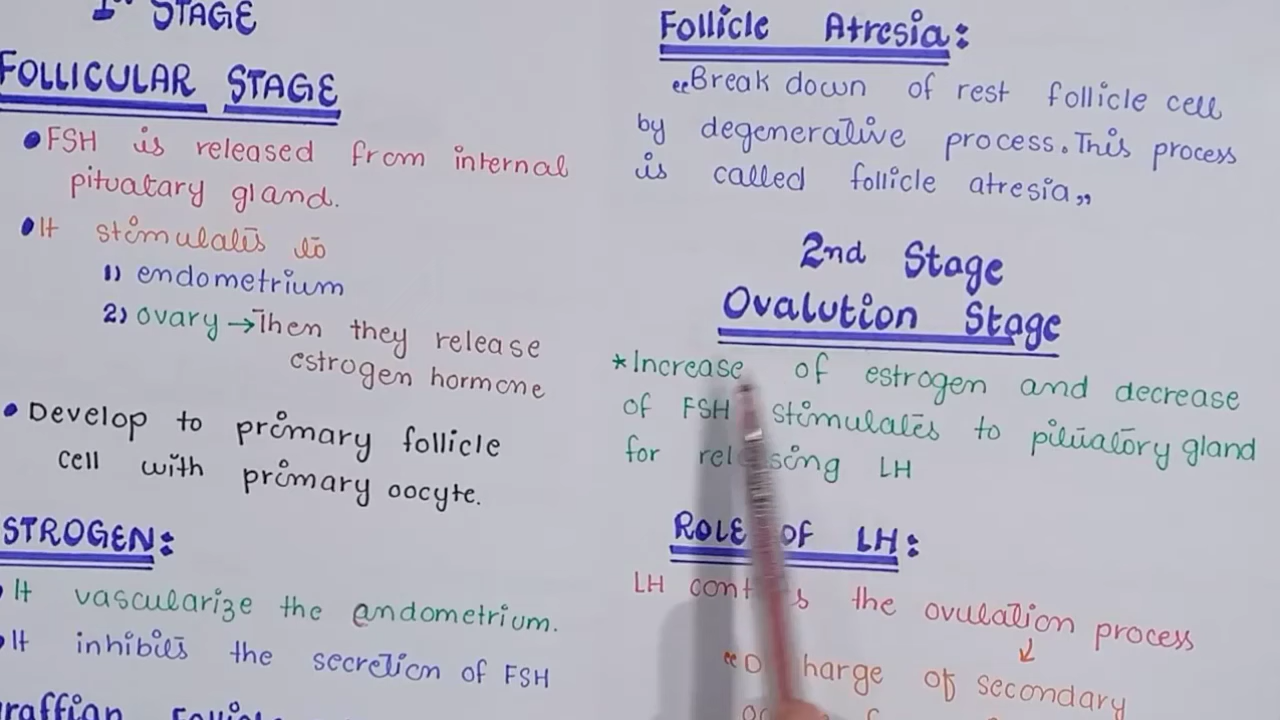 1st STAGE
FOLLICULAR STAGE
•FSH is released from internal
pituatary gland.
•It stimulates to
1) endometrium
2) ovary →Then they release
estrogen hormone
• Develop to primary follicle
cell with primary oocyte.
STROGEN:
• It vascularize the endometrium.
•It inhibits the secretion of FSH
raffian
Follicle Atresia:
“Break down of rest follicle cell
by degenerative process. This process
is called follicle atresia”
2nd Stage
Ovalution Stage
*Increase of estrogen and decrease
of FSH stimulates to pituatory gland
for releasing LH
ROLE OF LH:
LH the ovulation process
↓
of secondary